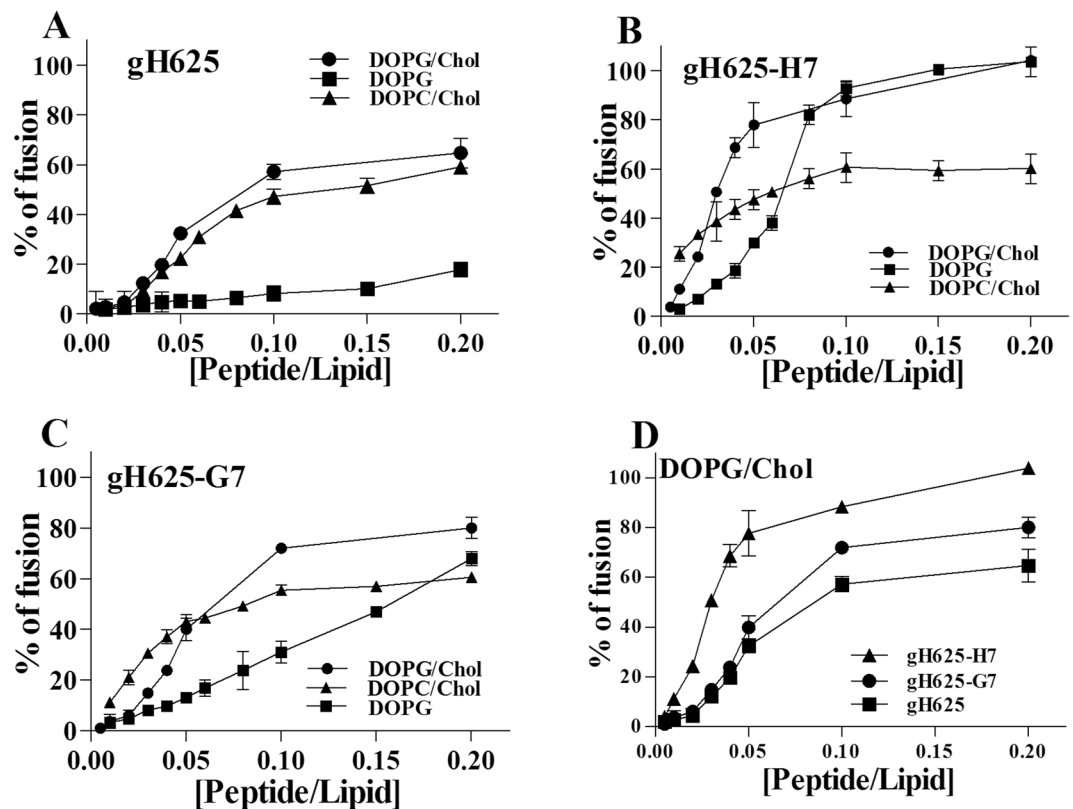 A
gH625
DOPG/Chol
DOPG
DOPC/Chol
% of fusion
100
80
60
40
20
0
0.00 0.05 0.10 0.15 0.20
[Peptide/Lipid]
B
gH625-H7
DOPG/Chol
DOPG
DOPC/Chol
% of fusion
100
80
60
40
20
0
0.00 0.05 0.10 0.15 0.20
[Peptide/Lipid]
C
gH625-G7
DOPG/Chol
DOPC/Chol
DOPG
% of fusion
100
80
60
40
20
0
0.00 0.05 0.10 0.15 0.20
[Peptide/Lipid]
D
DOPG/Chol
gH625-H7
gH625-G7
gH625
% of fusion
100
80
60
40
20
0
0.00 0.05 0.10 0.15 0.20
[Peptide/Lipid]